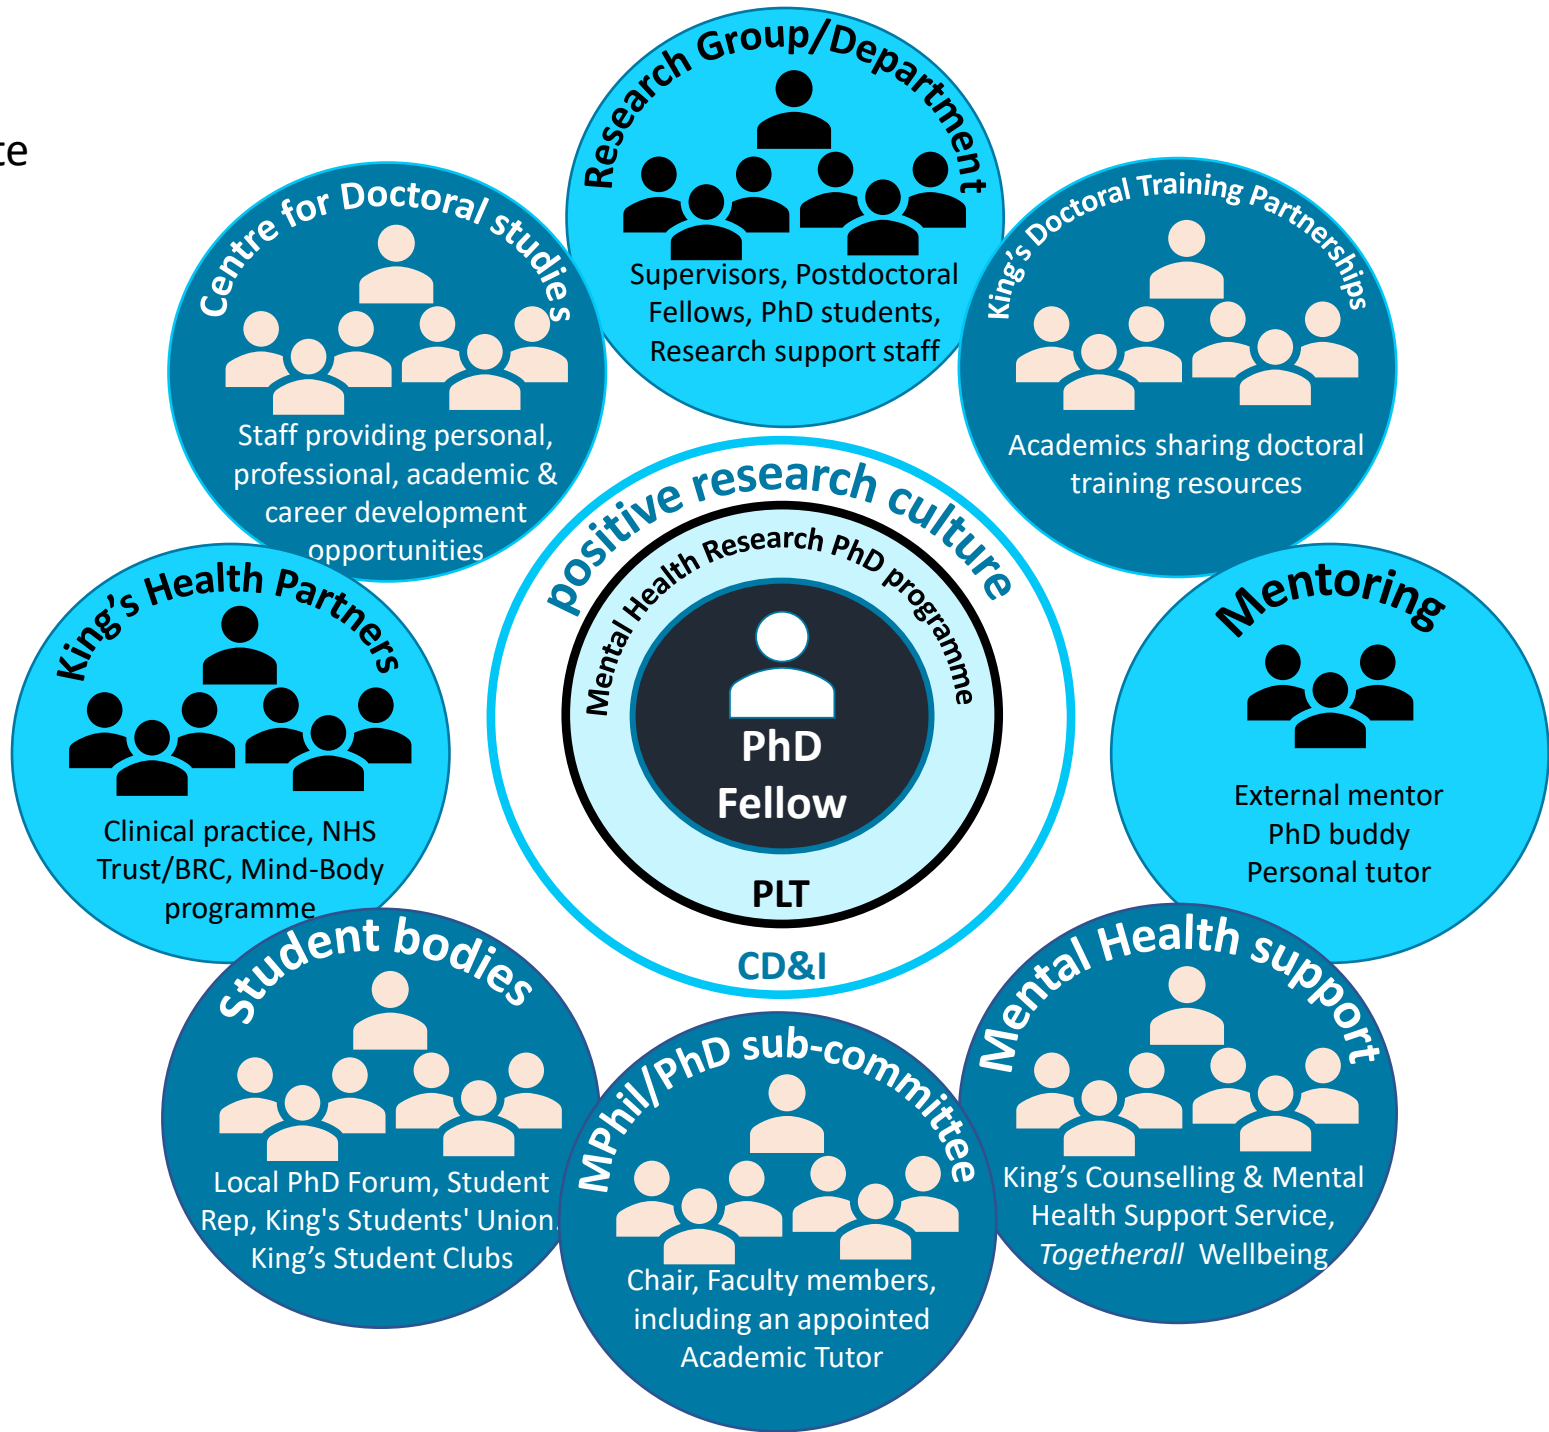 te
Research Group/Department
Supervisors, Postdoctoral
Fellows, PhD students,
Research support staff
Centre for Doctoral studies
Staff providing personal,
professional, academic &
career development
opportunities
King's Doctoral Training Partnerships
Academics sharing doctoral
training resources
King's Health Partners
Clinical practice, NHS
Trust/BRC, Mind-Body
programme
positive research culture
Mental Health Research PhD programme
PhD
Fellow
PLT
CD&I
Mentoring
External mentor
PhD buddy
Personal tutor
Student bodies
Local PhD Forum, Student
Rep, King's Students' Union.
King's Student Clubs
MPhil/PhD sub-committee
Chair, Faculty members,
including an appointed
Academic Tutor
Mental Health support
King's Counselling & Mental
Health Support Service,
Togetherall Wellbeing